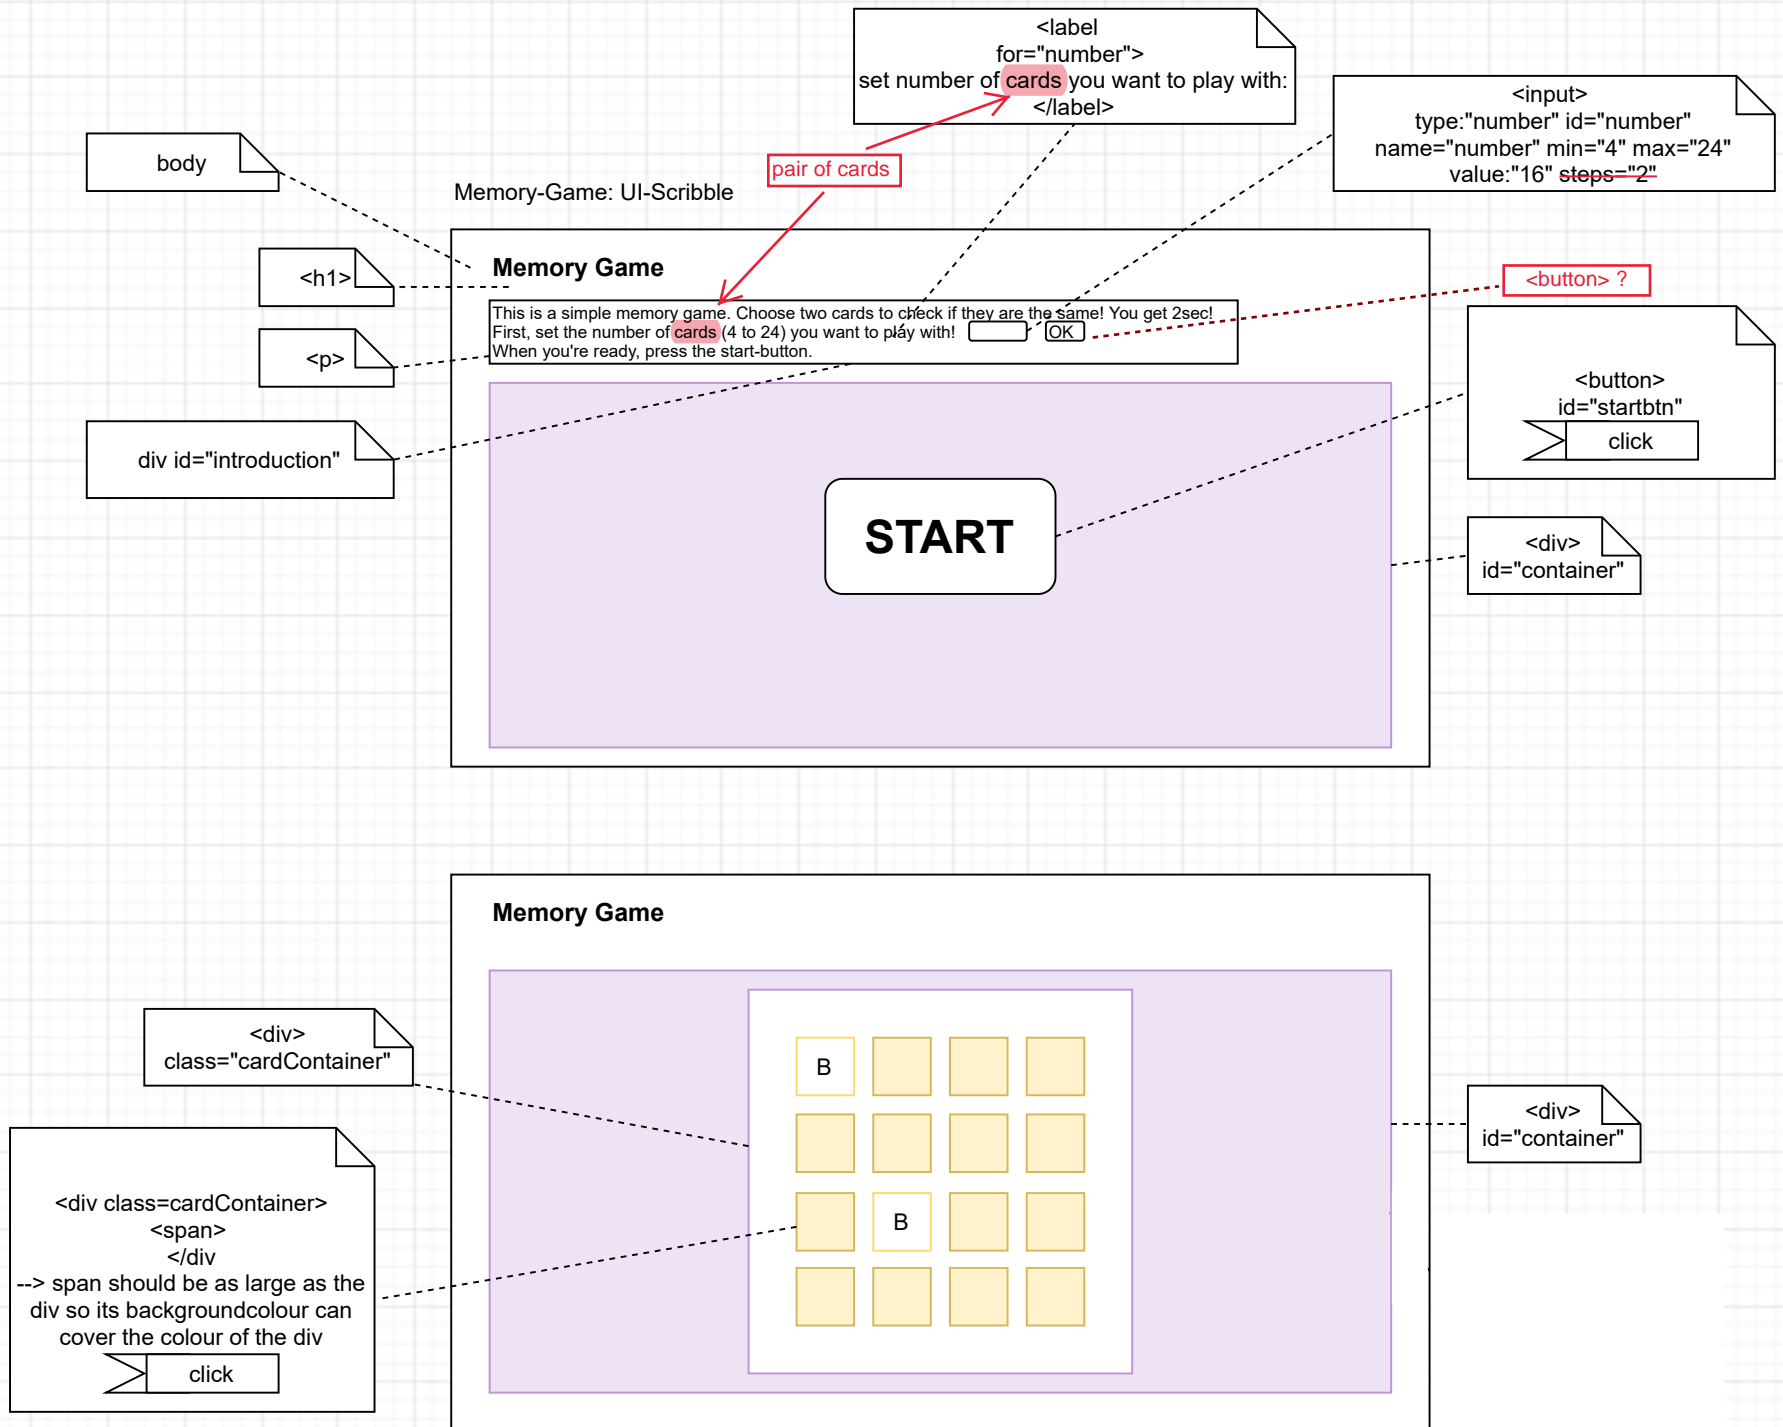 <label
for="number">
set number of cards you want to play with:
</label>
<input>
type:"number" id="number"
name="number" min="4" max="24"
value:"16" steps="2"
body
pair of cards
Memory-Game: UI-Scribble
<h1>
Memory Game
<button> ?
This is a simple memory game. Choose two cards to check if they are the same! You get 2sec!
First, set the number of cards (4 to 24) you want to play with!
OK
When you're ready, press the start-button.
<p>
<button>
id="startbtn"
click
div id="introduction"
START
<div>
id="container"
Memory Game
<div>
class="cardContainer"
B
<div>
id="container"
<div class=cardContainer>
<span>
</div
--> span should be as large as the
div so its backgroundcolour can
cover the colour of the div
click
B